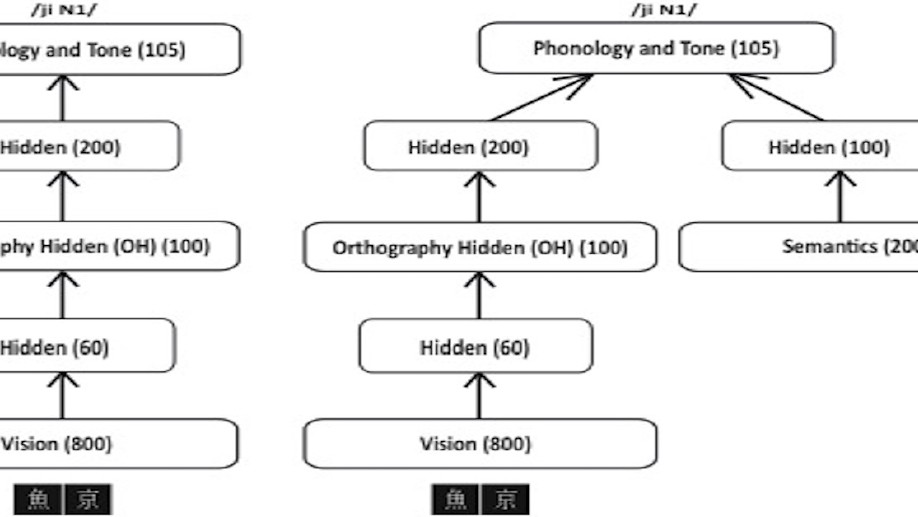 /ji N1/
ology and Tone (105)
Hidden (200)
phy Hidden (OH) (100)
Hidden (60)
Vision (800)
魚 京
/ji N1/
Phonology and Tone (105)
Hidden (200)
Hidden (100)
Orthography Hidden (OH) (100)
Semantics (200
Hidden (60)
Vision (800)
魚 京